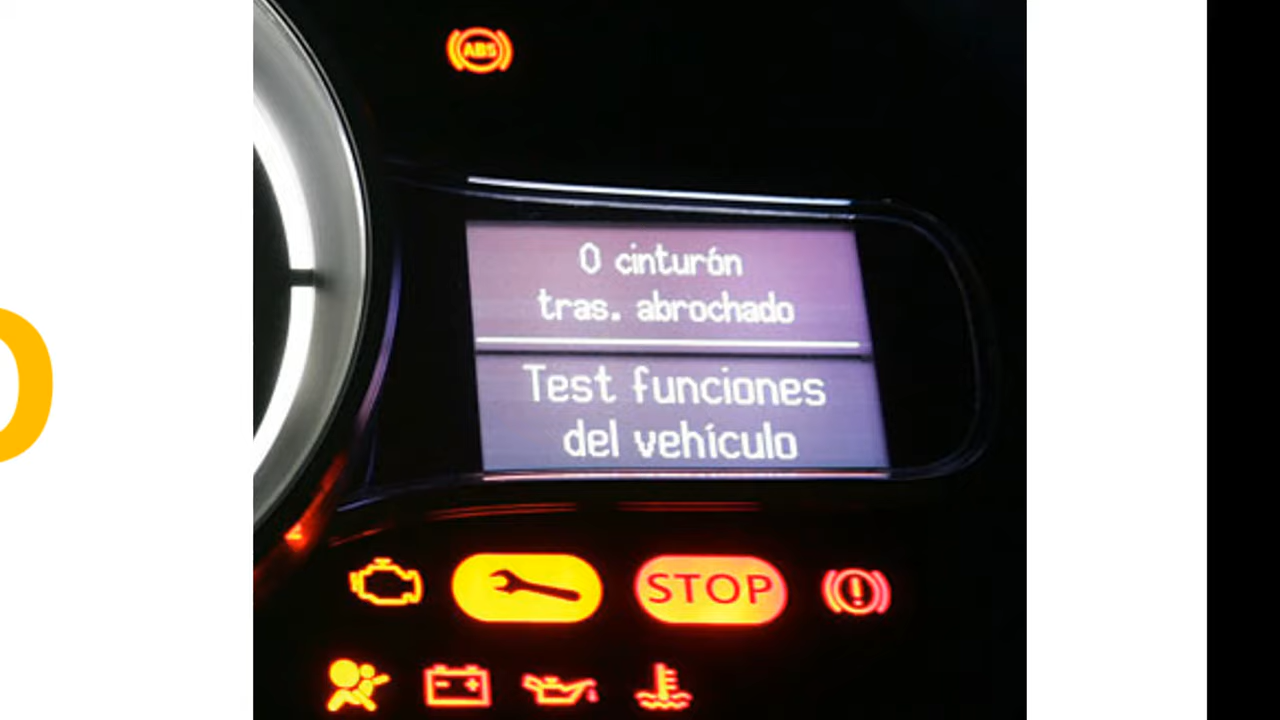 ABS
0 cinturón
tras. abrochado
Test funciones
del vehículo
STOP